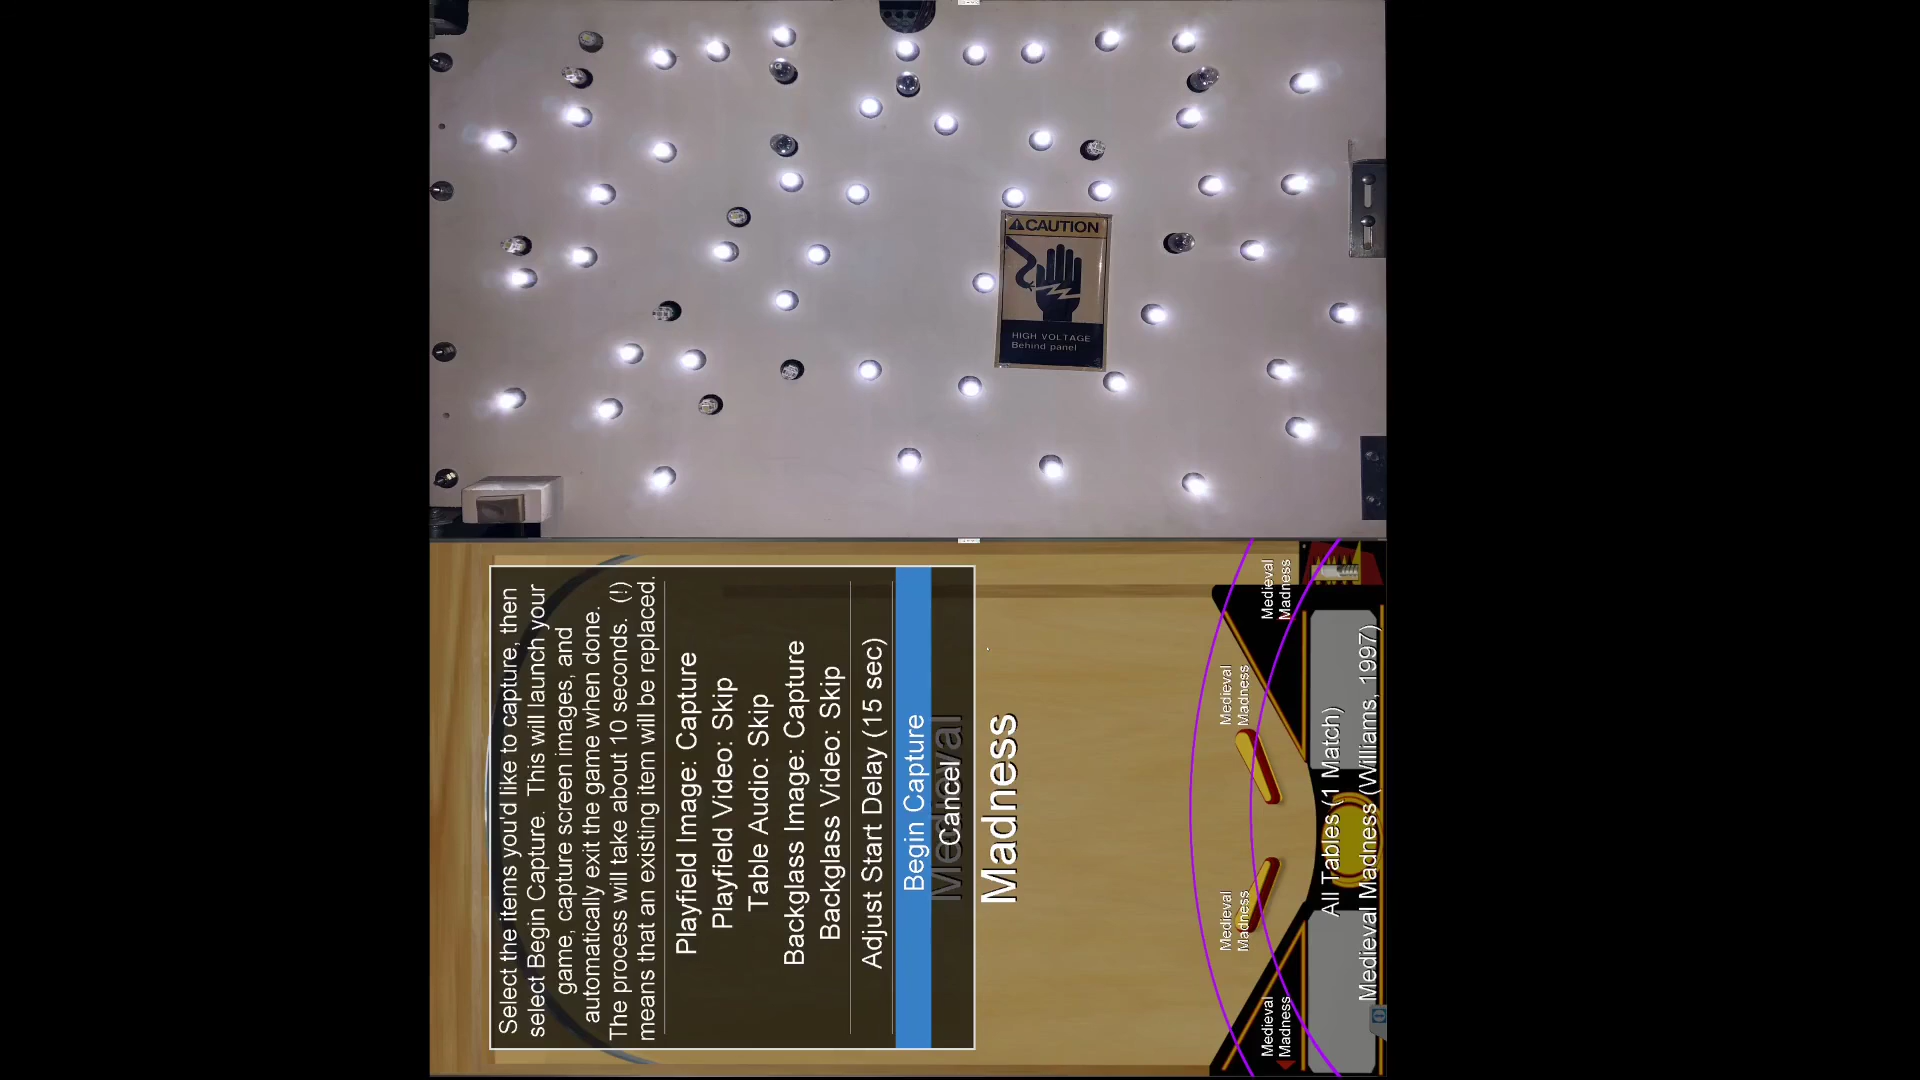 CAUTION
HIGH VOLTAGE
Behind panel
Select the items you'd like to capture, then
select Begin Capture.  This will launch your
game, capture screen images, and
automatically exit the game when done.
The process will take about 10 seconds.  (!)
means that an existing item will be replaced.
Playfield Image: Capture
Playfield Video: Skip
Table Audio: Skip
Backglass Image: Capture
Backglass Video: Skip
Adjust Start Delay (15 sec)
Begin Capture
Cancel
Medieval
Madness
Medieval
Madness
Medieval
Madness
Medieval
Madness
Medieval
Madness
All Tables (1 Match)
Medieval Madness (Williams, 1997)